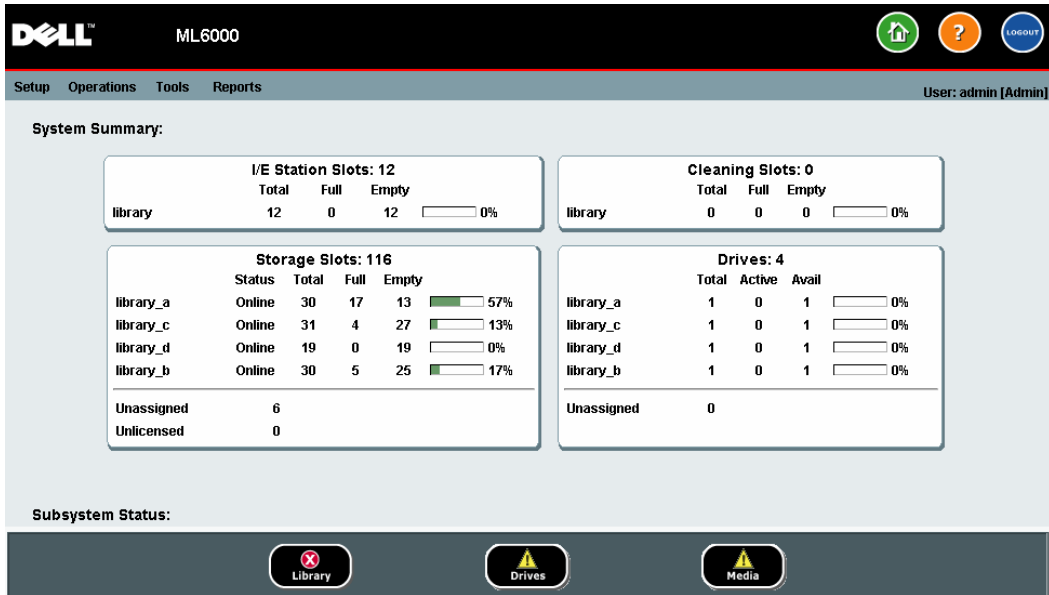 DELL™ ML6000 LOGOUT
Setup Operations Tools Reports User: admin [Admin]
System Summary:
I/E Station Slots: 12
Total Full Empty
library 12 0 12 0%
Cleaning Slots: 0
Total Full Empty
library 0 0 0 0%
Storage Slots: 116
Status Total Full Empty
library_a Online 30 17 13 57%
library_c Online 31 4 27 13%
library_d Online 19 0 19 0%
library_b Online 30 5 25 17%
Unassigned 6
Unlicensed 0
Drives: 4
Total Active Avail
library_a 1 0 1 0%
library_c 1 0 1 0%
library_d 1 0 1 0%
library_b 1 0 1 0%
Unassigned 0
Subsystem Status:
Library Drives Media